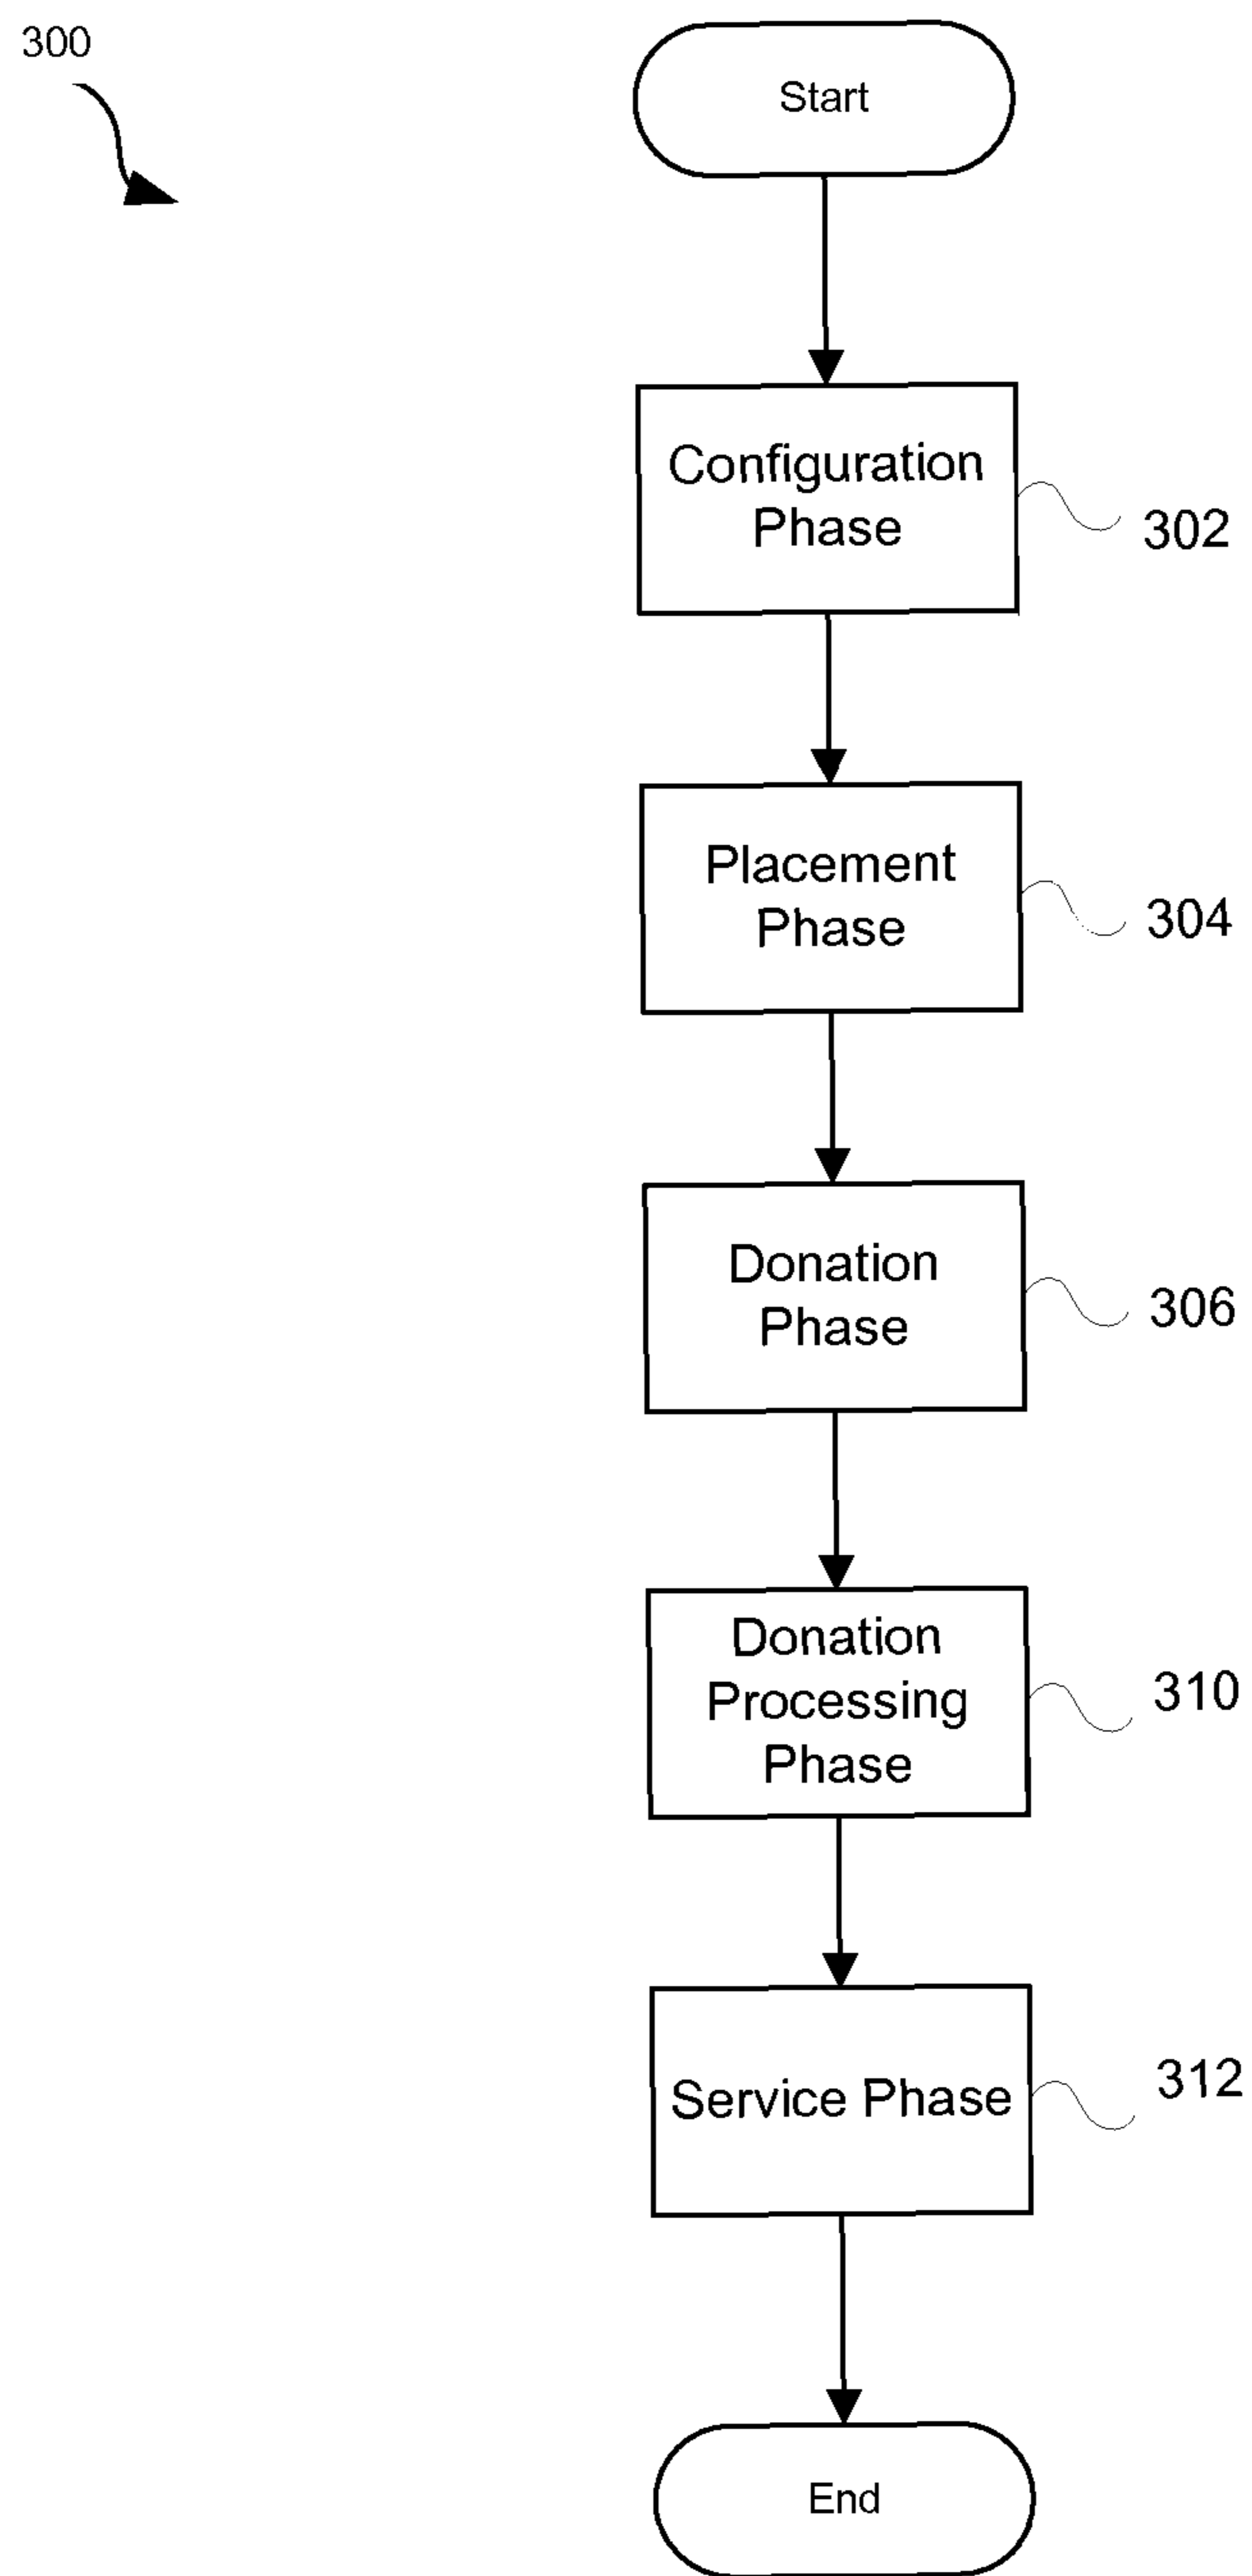 300
Start
Configuration
Phase
302
Placement
Phase
304
Donation
Phase
306
Donation
Processing
Phase
310
Service Phase
312
End